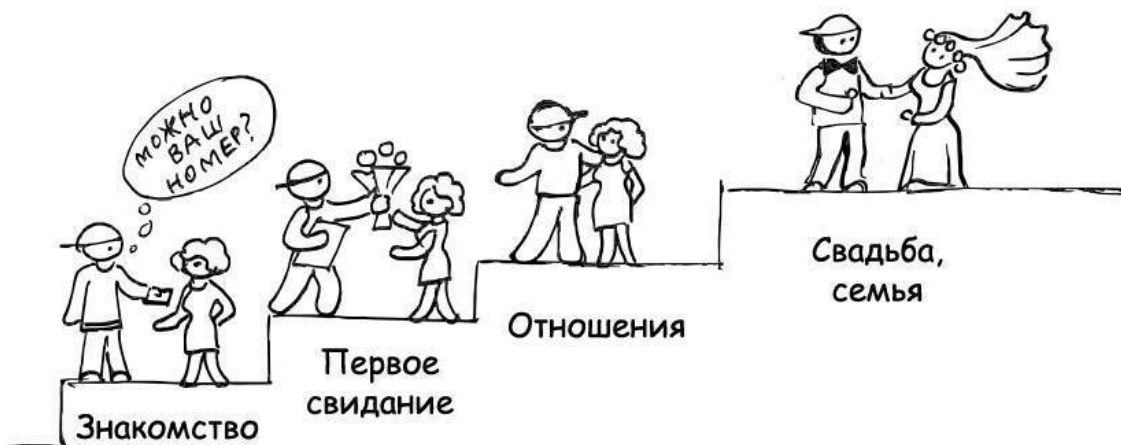 МОЖНО
ВАШ
НОМЕР?
Знакомство
Первое
свидание
Отношения
Свадьба,
семья